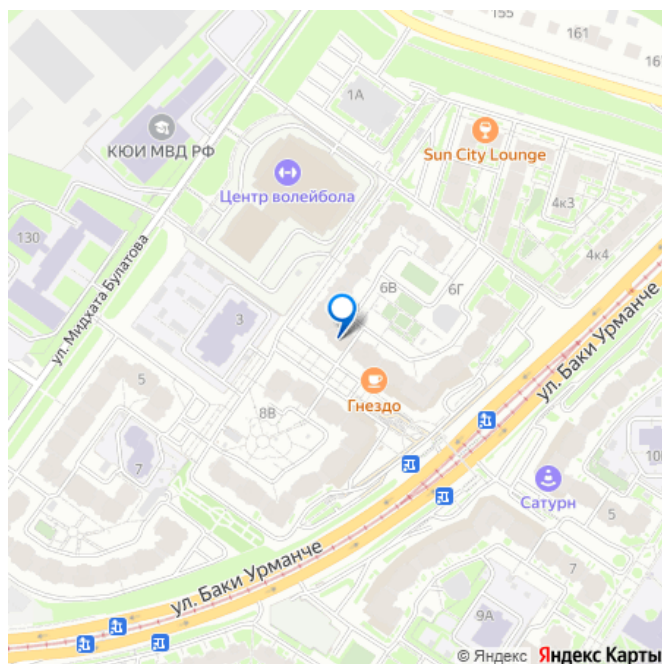 155
161
16
1А
КЮИ МВД РФ
Sun City Lounge
Центр волейбола
4к3
130
4к4
ул. Мидхата Булатова
6В
6Г
ул. Баки Урманче
3
5
Гнездо
8В
7
10
Сатурн
5
ул. Баки Урманче
7
9А
© Яндекс Яндекс Карты